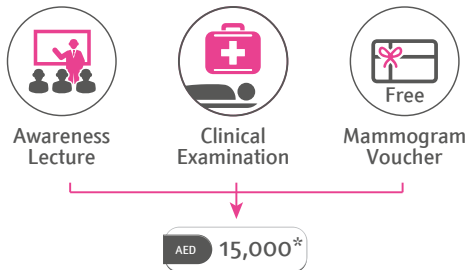 Free
Awareness
Lecture
Clinical
Examination
Mammogram
Voucher
AED 15,000*